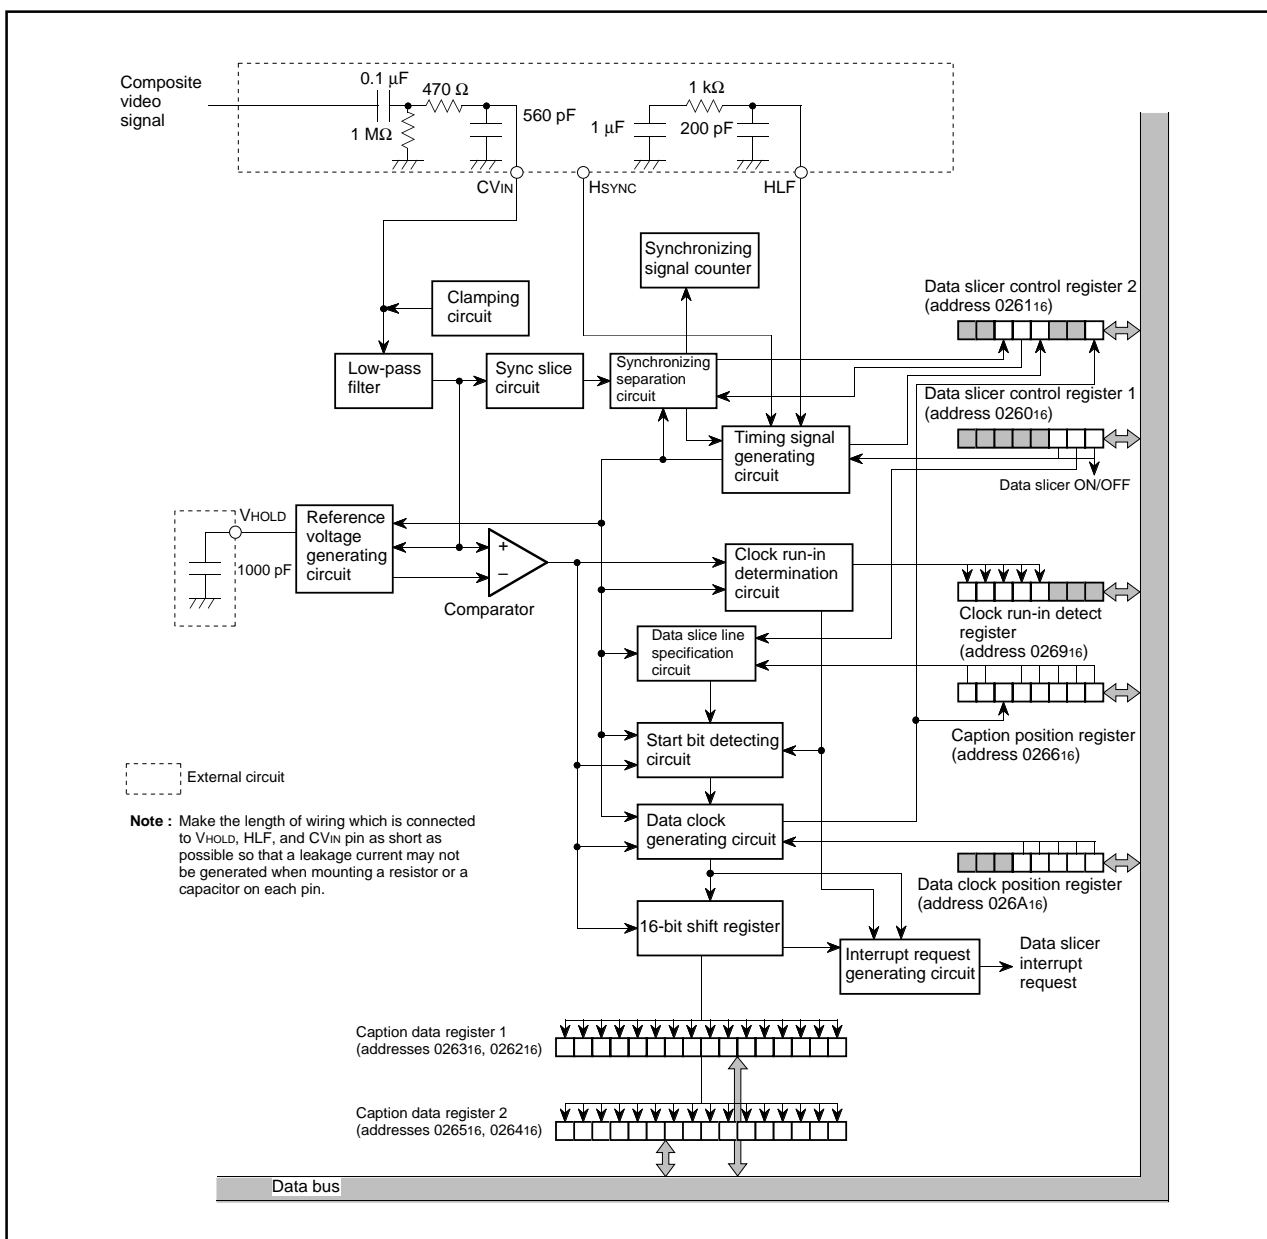 Composite
video
signal
0.1 µF
470 Ω
1 MΩ
560 pF
1 kΩ
1 µF
200 pF
CVIN
HSYNC
HLF
Synchronizing
signal counter
Clamping
circuit
Low-pass
filter
Sync slice
circuit
Synchronizing
separation
circuit
Data slicer control register 2
(address 026116)
Data slicer control register 1
(address 026016)
Timing signal
generating
circuit
Data slicer ON/OFF
VHOLD
1000 pF
Reference
voltage
generating
circuit
+
−
Comparator
Clock run-in
determination
circuit
Clock run-in detect
register
(address 026916)
Data slice line
specification
circuit
Caption position register
(address 026616)
Start bit detecting
circuit
External circuit
Note : Make the length of wiring which is connected
to VHOLD, HLF, and CVIN pin as short as
possible so that a leakage current may not
be generated when mounting a resistor or a
capacitor on each pin.
Data clock
generating circuit
Data clock position register
(address 026A16)
16-bit shift register
Interrupt request
generating circuit
Data slicer
interrupt
request
Caption data register 1
(addresses 026316, 026216)
Caption data register 2
(addresses 026516, 026416)
Data bus